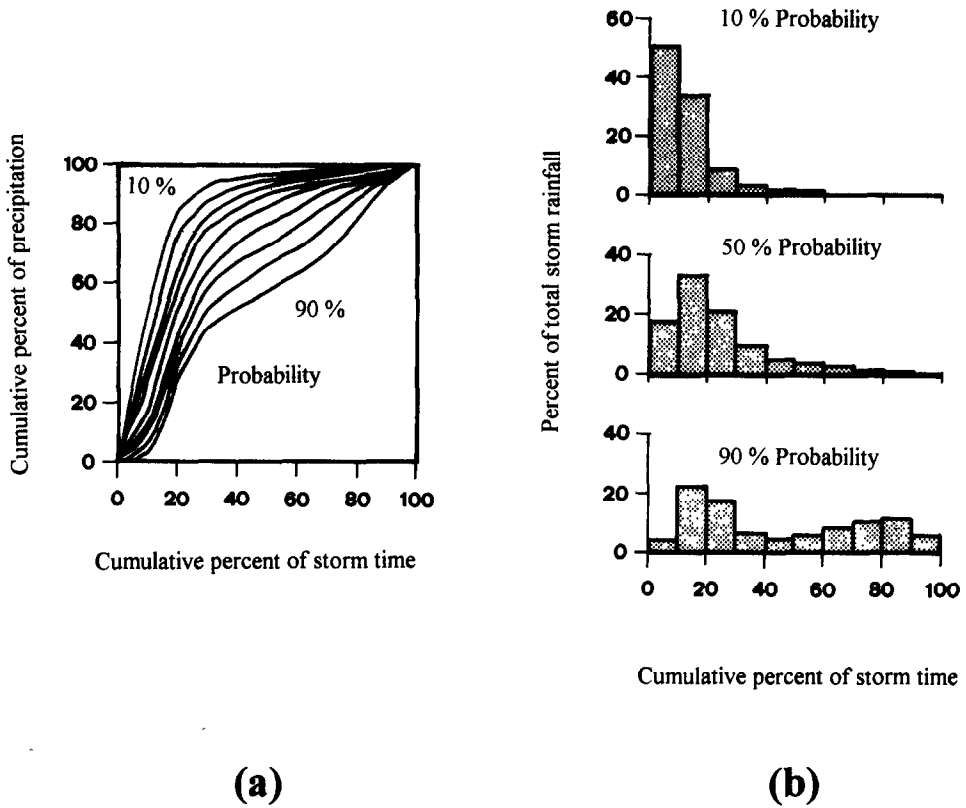 Cumulative percent of precipitation
100
80
60
40
20
0
10 %
90 %
Probability
0 20 40 60 80 100
Cumulative percent of storm time
(a)
Percent of total storm rainfall
10 % Probability
60
40
20
0
50 % Probability
40
20
0
90 % Probability
40
20
0
0 20 40 60 80 100
Cumulative percent of storm time
(b)